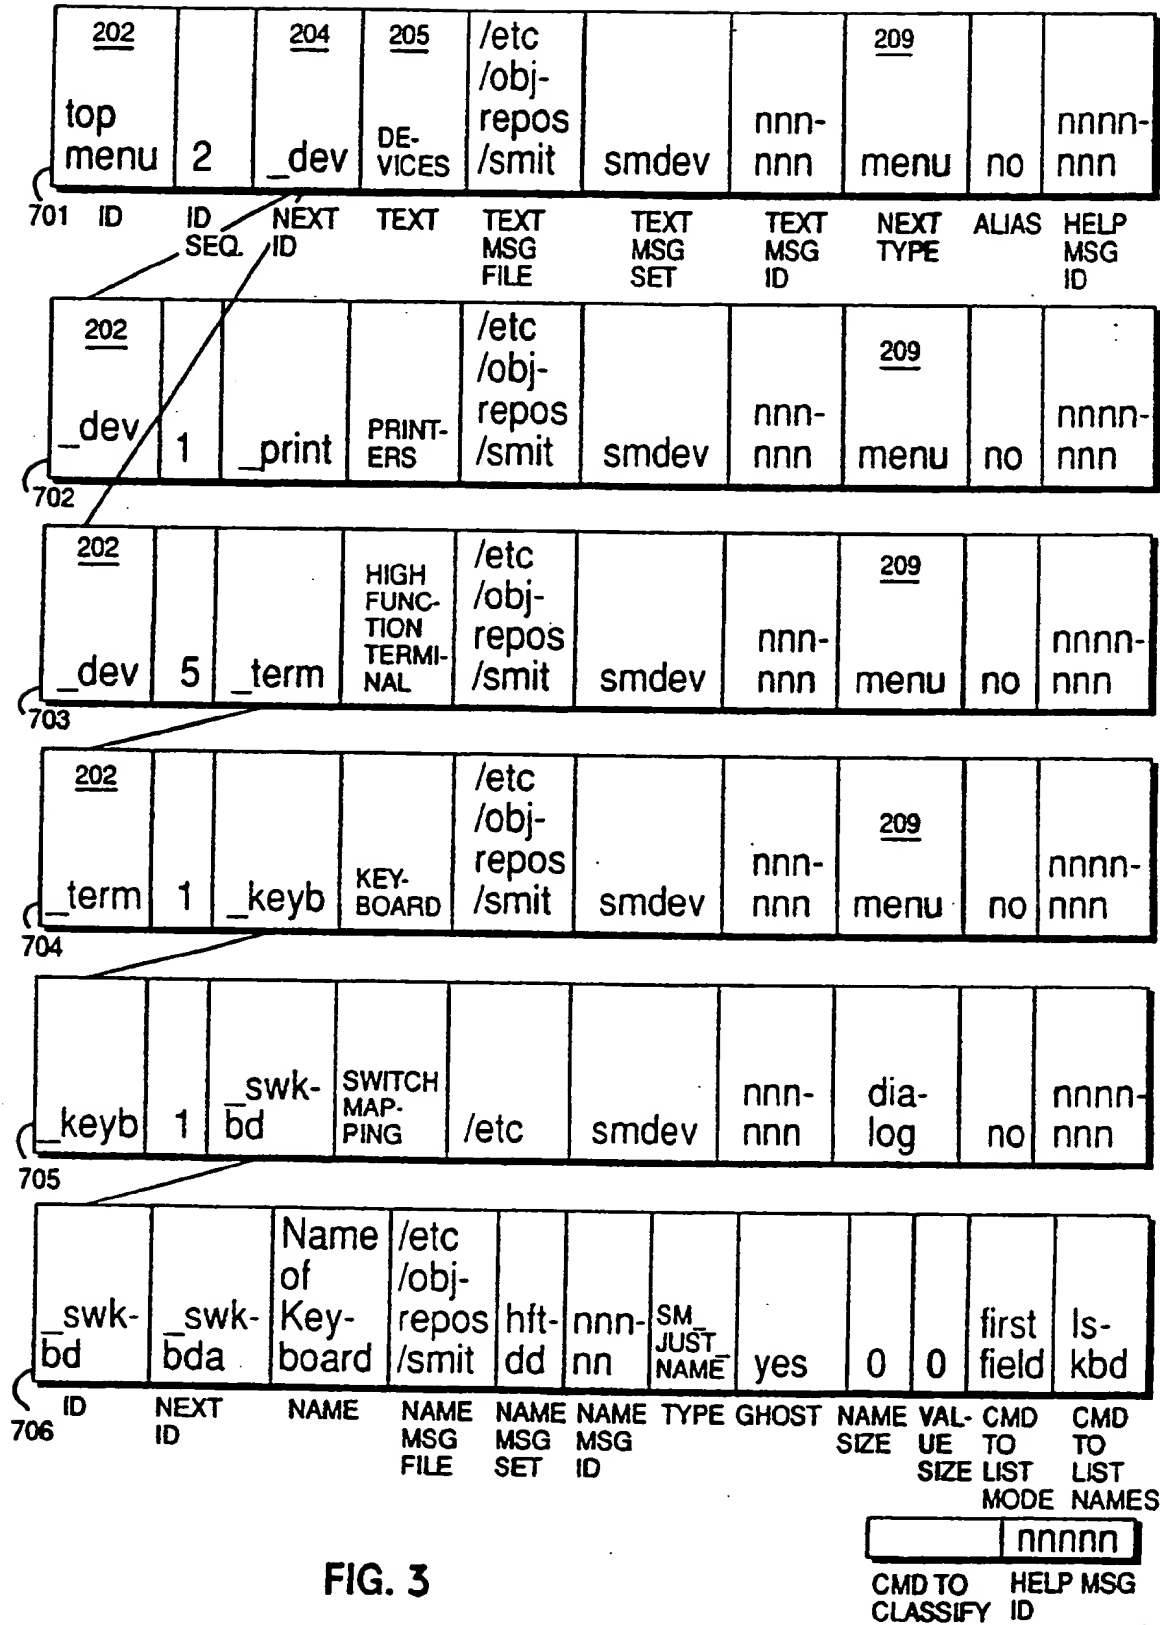 202 204 205 /etc 209
/obj-
top DE- repos nnn- nnnn-
menu 2 _dev VICES /smit smdev nnn menu no nnn
701 ID ID NEXT TEXT TEXT TEXT TEXT NEXT ALIAS HELP
SEQ. ID MSG MSG MSG TYPE MSG
FILE SET ID ID
202 /etc 209
/obj-
_dev PRINT- repos nnn- nnnn-
1 _print ERS /smit smdev nnn menu no nnn
702
202 HIGH /etc 209
FUNC- /obj-
TION repos nnn- nnnn-
TERMI-
_dev 5 _term NAL /smit smdev nnn menu no nnn
703
202 /etc 209
/obj-
KEY- repos nnn- nnnn-
_term 1 _keyb BOARD /smit smdev nnn menu no nnn
704
_swk- SWITCH nnn- dia- nnnn-
MAP-
_keyb 1 bd PING /etc smdev nnn log no nnn
705
Name /etc
of /obj-
_swk- _swk- Key- repos hft- nnn- SM_ first ls-
JUST_
bd bda board /smit dd nn NAME yes 0 0 field kbd
706 ID NEXT NAME NAME NAME NAME TYPE GHOST NAME VAL- CMD CMD
ID MSG MSG MSG SIZE UE TO TO
FILE SET ID SIZE LIST LIST
MODE NAMES
nnnnn
CMD TO HELP MSG
CLASSIFY ID
FIG. 3